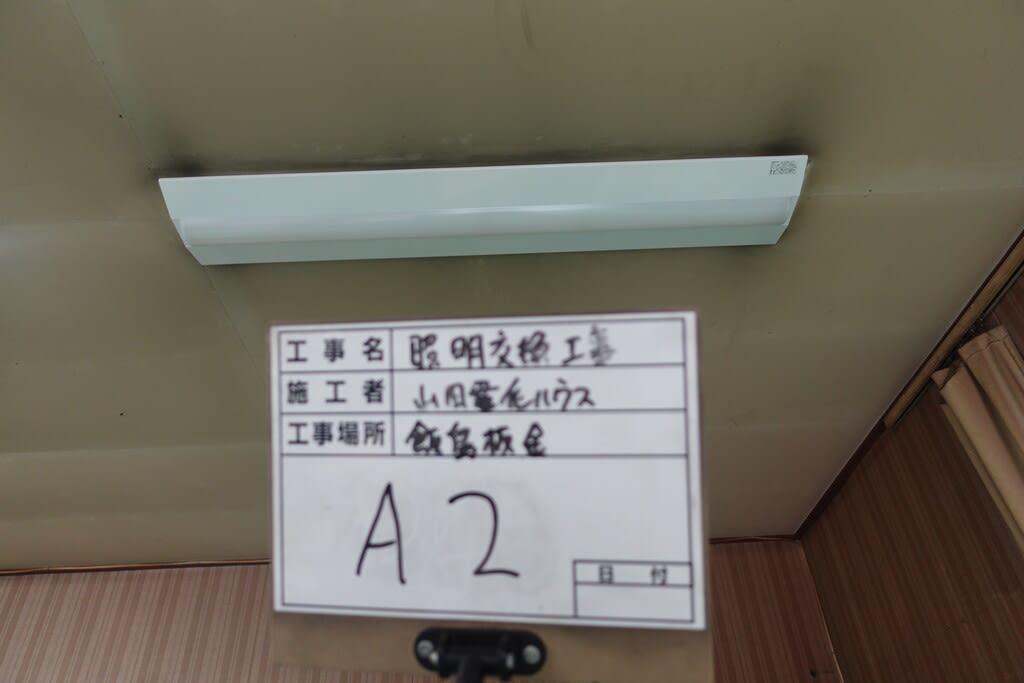 工事名 照明交換工事
施工者 山田電化ハウス
工事場所 飯島板金
A2
日付